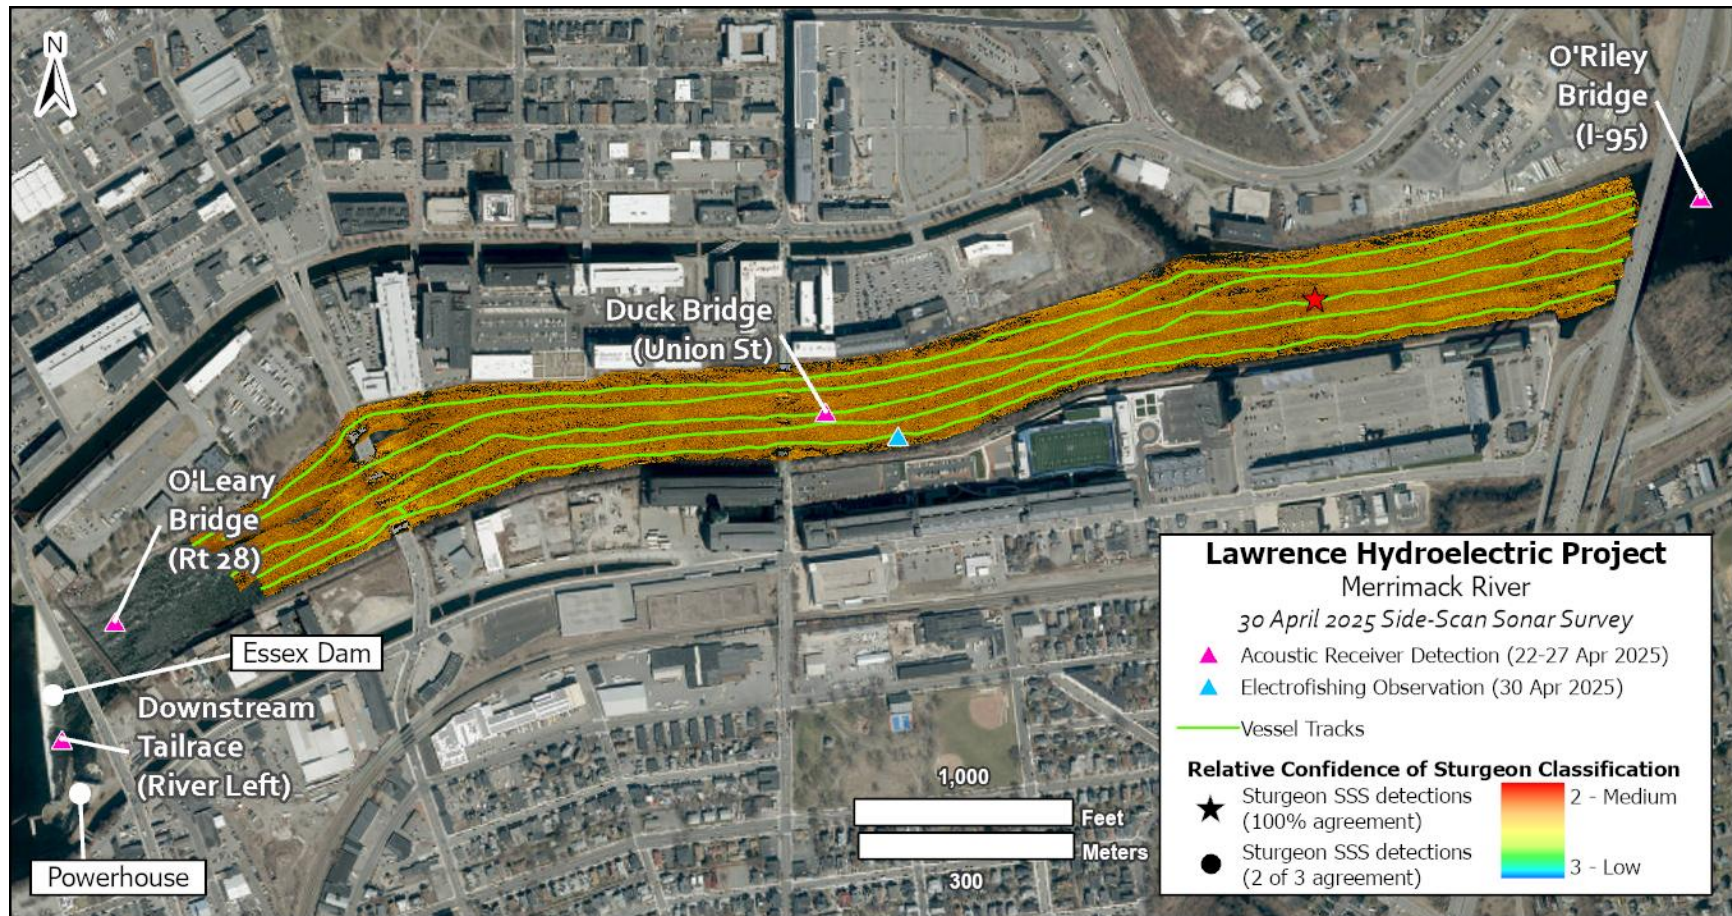 N
O'Riley
Bridge
(I-95)
Duck Bridge
(Union St)
O'Leary
Bridge
(Rt 28)
Essex Dam
Downstream
Tailrace
(River Left)
Powerhouse
1,000
Feet
Meters
300
Lawrence Hydroelectric Project
Merrimack River
30 April 2025 Side-Scan Sonar Survey
Acoustic Receiver Detection (22-27 Apr 2025)
Electrofishing Observation (30 Apr 2025)
Vessel Tracks
Relative Confidence of Sturgeon Classification
Sturgeon SSS detections
(100% agreement)
Sturgeon SSS detections
(2 of 3 agreement)
2 - Medium
3 - Low